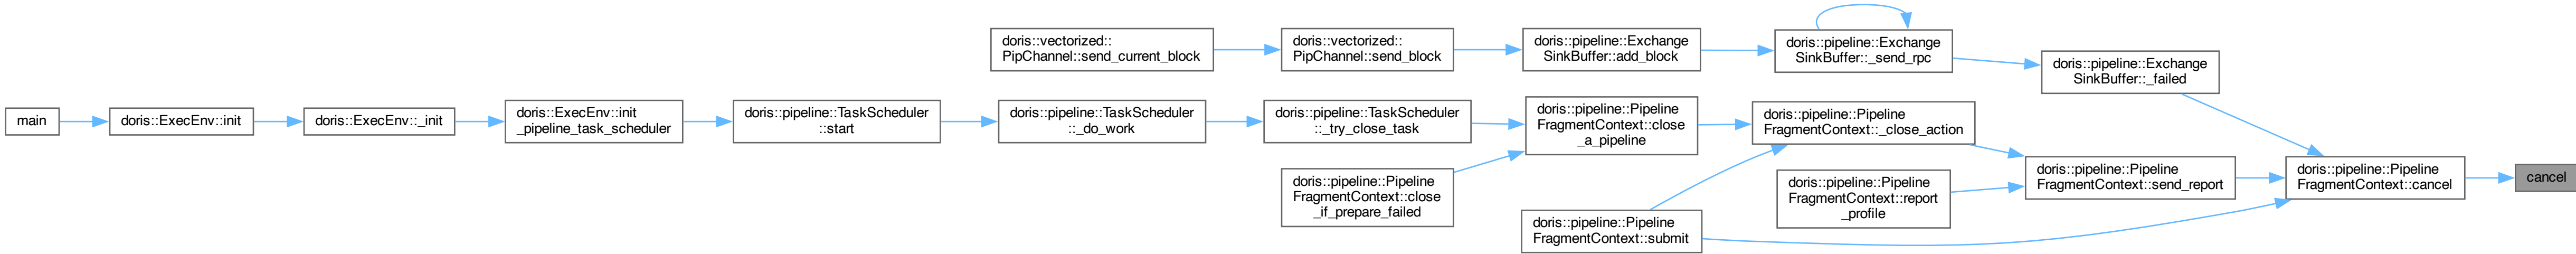 main
doris::ExecEnv::init
doris::ExecEnv::_init
doris::ExecEnv::init
_pipeline_task_scheduler
doris::pipeline::TaskScheduler
::start
doris::vectorized::
PipChannel::send_current_block
doris::pipeline::TaskScheduler
::_do_work
doris::vectorized::
PipChannel::send_block
doris::pipeline::TaskScheduler
::_try_close_task
doris::pipeline::Pipeline
FragmentContext::close
_if_prepare_failed
doris::pipeline::Exchange
SinkBuffer::add_block
doris::pipeline::Pipeline
FragmentContext::close
_a_pipeline
doris::pipeline::Pipeline
FragmentContext::submit
doris::pipeline::Exchange
SinkBuffer::_send_rpc
doris::pipeline::Pipeline
FragmentContext::_close_action
doris::pipeline::Pipeline
FragmentContext::report
_profile
doris::pipeline::Exchange
SinkBuffer::_failed
doris::pipeline::Pipeline
FragmentContext::send_report
doris::pipeline::Pipeline
FragmentContext::cancel
cancel